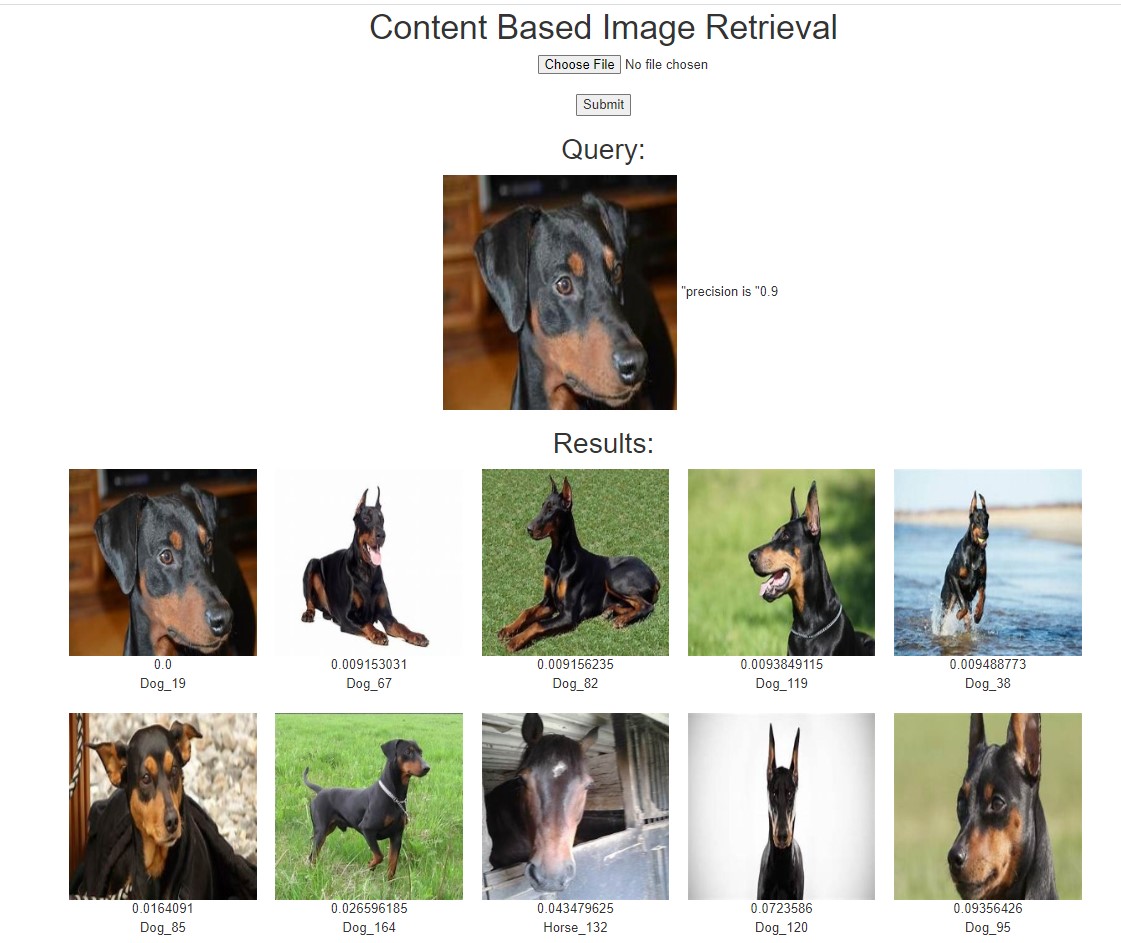 Content Based Image Retrieval
Choose File No file chosen
Submit
Query:
"precision is "0.9
Results:
0.0 0.009153031 0.009156235 0.0093849115 0.009488773
Dog_19 Dog_67 Dog_82 Dog_119 Dog_38
0.0164091 0.026596185 0.043479625 0.0723586 0.09356426
Dog_85 Dog_164 Horse_132 Dog_120 Dog_95